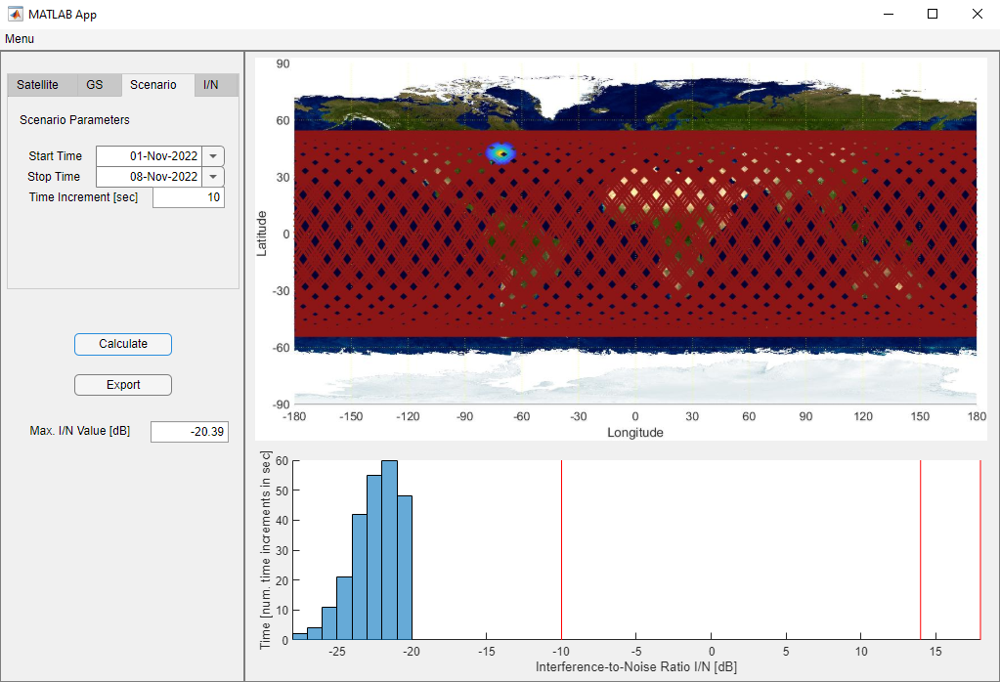 MATLAB App
Menu
Satellite GS Scenario I/N
Scenario Parameters
Start Time 01-Nov-2022
Stop Time 08-Nov-2022
Time Increment [sec] 10
Calculate
Export
Max. I/N Value [dB] -20.39
90
60
30
0
-30
-60
-90
Latitude
-180 -150 -120 -90 -60 -30 0 30 60 90 120 150 180
Longitude
60
50
40
30
20
10
0
Time [num. time increments in sec]
-25 -20 -15 -10 -5 0 5 10 15
Interference-to-Noise Ratio I/N [dB]